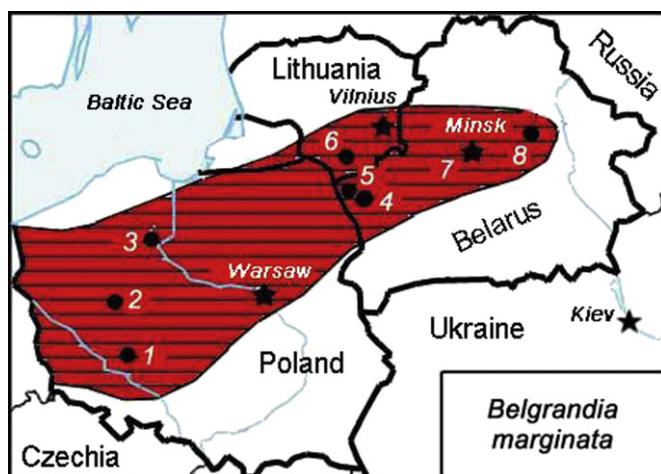 Russia
Lithuania
Baltic Sea
Vilnius
Minsk
6
7
8
5
4
3
Belarus
Warsaw
2
Ukraine
Kiev
1
Poland
Belgrandia
marginata
Czechia